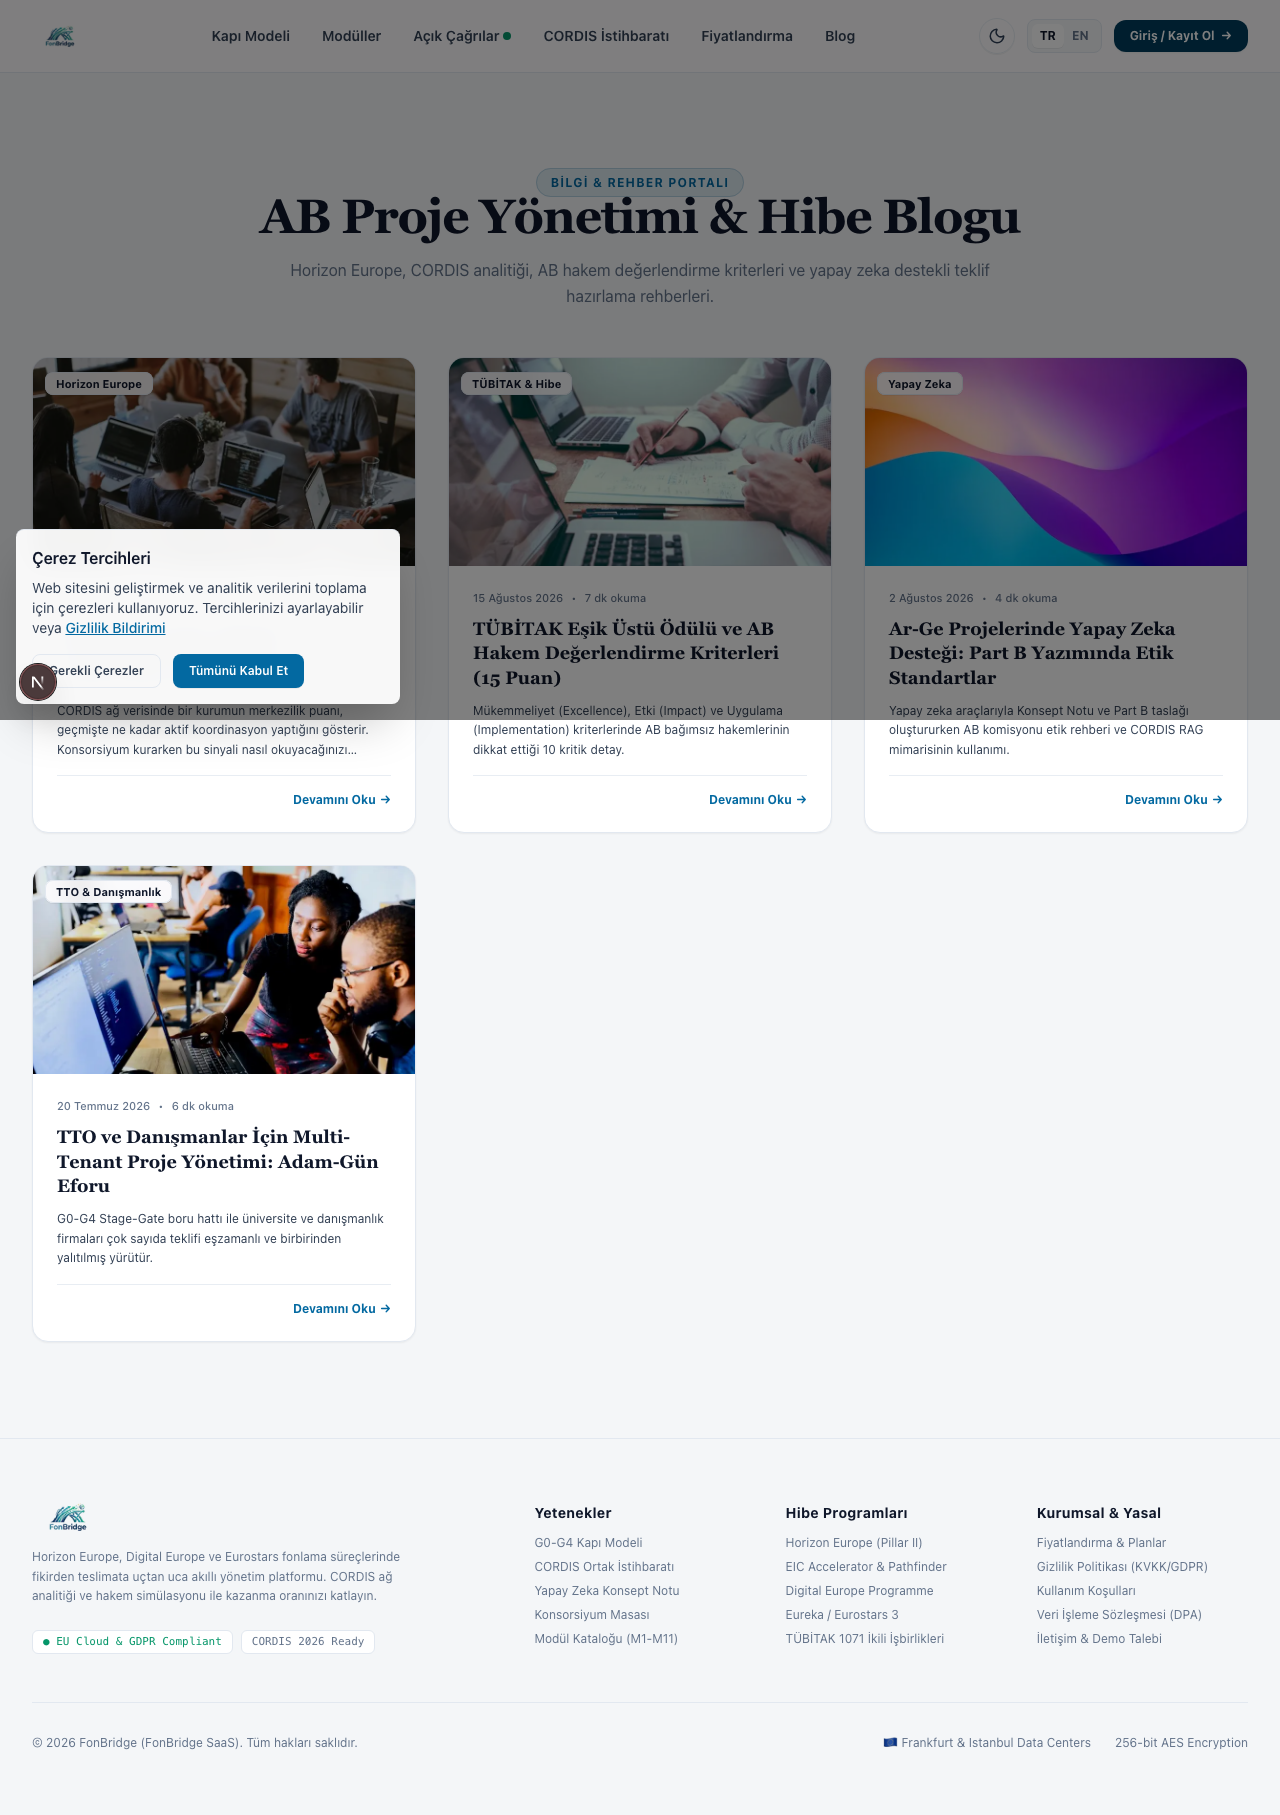 FonBridge
Kapı Modeli
Modüller
Açık Çağrılar
CORDIS İstihbaratı
Fiyatlandırma
Blog
TR
EN
Giriş / Kayıt Ol →
BİLGİ & REHBER PORTALI
AB Proje Yönetimi & Hibe Blogu
Horizon Europe, CORDIS analitiği, AB hakem değerlendirme kriterleri ve yapay zeka destekli teklif
hazırlama rehberleri.
Horizon Europe
TÜBİTAK & Hibe
Yapay Zeka
Çerez Tercihleri
Web sitesini geliştirmek ve analitik verilerini toplama
için çerezleri kullanıyoruz. Tercihlerinizi ayarlayabilir
veya Gizlilik Bildirimi
Gerekli Çerezler
Tümünü Kabul Et
N
CORDIS ağ verisinde bir kurumun merkezilik puanı,
geçmişte ne kadar aktif koordinasyon yaptığını gösterir.
Konsorsiyum kurarken bu sinyali nasıl okuyacağınızı...
Devamını Oku →
15 Ağustos 2026 • 7 dk okuma
TÜBİTAK Eşik Üstü Ödülü ve AB
Hakem Değerlendirme Kriterleri
(15 Puan)
Mükemmeliyet (Excellence), Etki (Impact) ve Uygulama
(Implementation) kriterlerinde AB bağımsız hakemlerinin
dikkat ettiği 10 kritik detay.
Devamını Oku →
2 Ağustos 2026 • 4 dk okuma
Ar-Ge Projelerinde Yapay Zeka
Desteği: Part B Yazımında Etik
Standartlar
Yapay zeka araçlarıyla Konsept Notu ve Part B taslağı
oluştururken AB komisyonu etik rehberi ve CORDIS RAG
mimarisinin kullanımı.
Devamını Oku →
TTO & Danışmanlık
20 Temmuz 2026 • 6 dk okuma
TTO ve Danışmanlar İçin Multi-
Tenant Proje Yönetimi: Adam-Gün
Eforu
G0-G4 Stage-Gate boru hattı ile üniversite ve danışmanlık
firmaları çok sayıda teklifi eşzamanlı ve birbirinden
yalıtılmış yürütür.
Devamını Oku →
FonBridge
Horizon Europe, Digital Europe ve Eurostars fonlama süreçlerinde
fikirden teslimata uçtan uca akıllı yönetim platformu. CORDIS ağ
analitiği ve hakem simülasyonu ile kazanma oranınızı katlayın.
● EU Cloud & GDPR Compliant
CORDIS 2026 Ready
Yetenekler
G0-G4 Kapı Modeli
CORDIS Ortak İstihbaratı
Yapay Zeka Konsept Notu
Konsorsiyum Masası
Modül Kataloğu (M1-M11)
Hibe Programları
Horizon Europe (Pillar II)
EIC Accelerator & Pathfinder
Digital Europe Programme
Eureka / Eurostars 3
TÜBİTAK 1071 İkili İşbirlikleri
Kurumsal & Yasal
Fiyatlandırma & Planlar
Gizlilik Politikası (KVKK/GDPR)
Kullanım Koşulları
Veri İşleme Sözleşmesi (DPA)
İletişim & Demo Talebi
© 2026 FonBridge (FonBridge SaaS). Tüm hakları saklıdır.
🇪🇺 Frankfurt & Istanbul Data Centers
256-bit AES Encryption